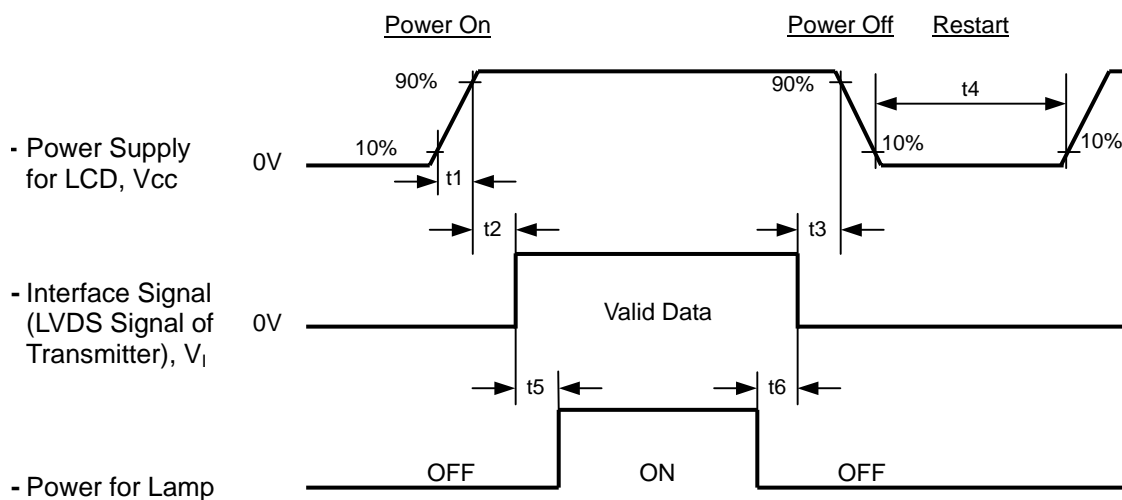 Power On
Power Off
Restart
90%
90%
t4
- Power Supply
for LCD, Vcc
0V
10%
10%
10%
t1
t2
t3
- Interface Signal
(LVDS Signal of
Transmitter), VI
0V
Valid Data
t5
t6
- Power for Lamp
OFF
ON
OFF